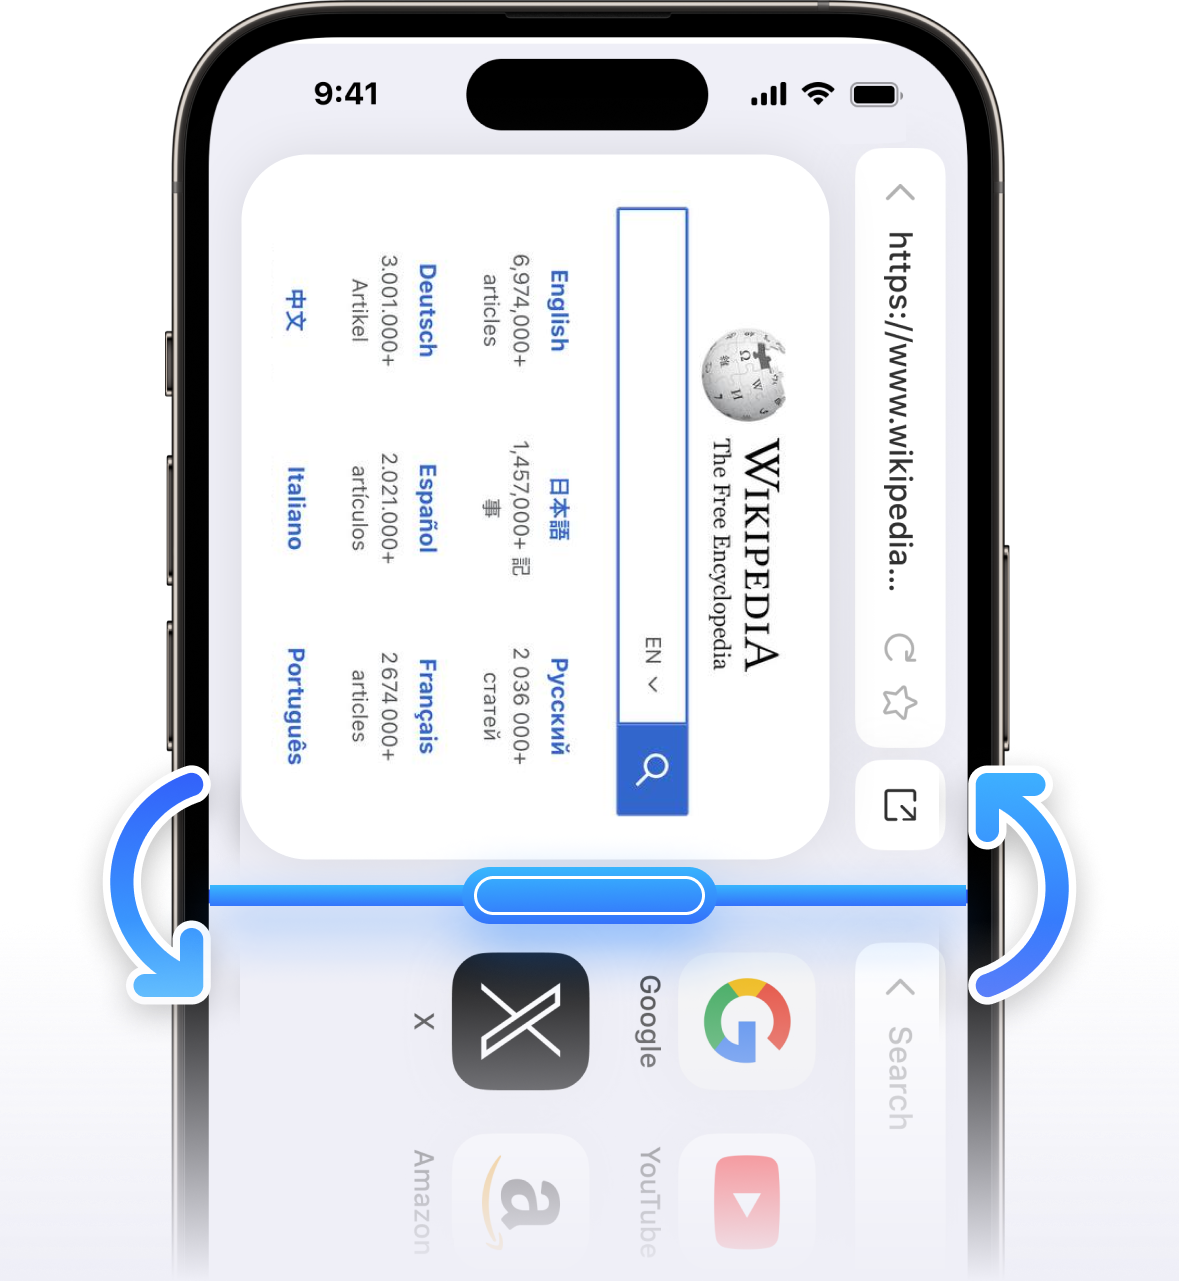 9:41
https://www.wikipedia...
WIKIPEDIA
The Free Encyclopedia
EN
English
6,974,000+
articles
日本語
1,457,000+ 記
事
Русский
2 036 000+
статей
Deutsch
3.001.000+
Artikel
Español
2.021.000+
artículos
Français
2 674 000+
articles
中文
Italiano
Português
Search
Google
YouTube
X
Amazon